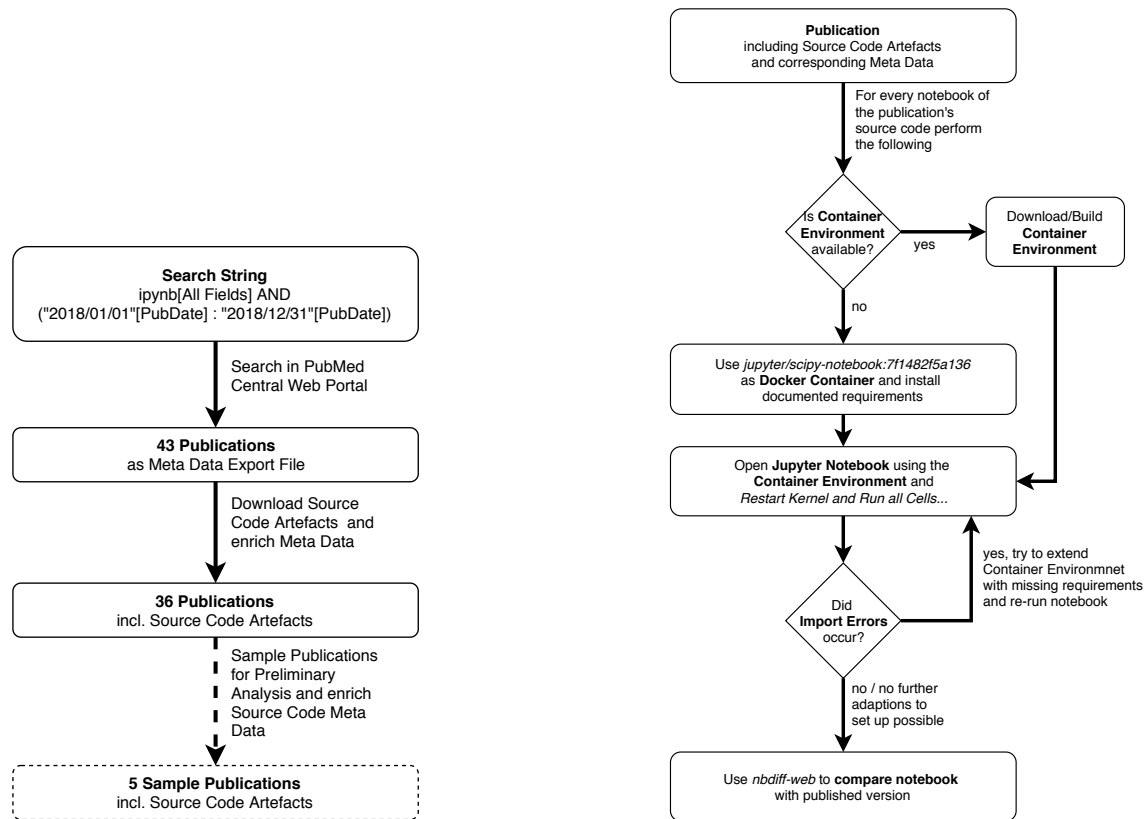 Search String
ipynb[All Fields] AND
("2018/01/01"[PubDate] : "2018/12/31"[PubDate])
Search in PubMed
Central Web Portal
43 Publications
as Meta Data Export File
Download Source
Code Artefacts and
enrich Meta Data
36 Publications
incl. Source Code Artefacts
Sample Publications
for Preliminary
Analysis and enrich
Source Code Meta
Data
5 Sample Publications
incl. Source Code Artefacts
Publication
including Source Code Artefacts
and corresponding Meta Data
For every notebook of
the publication's
source code perform
the following
Is Container
Environment
available?
yes
Download/Build
Container
Environment
no
Use jupyter/scipy-notebook:7f1482f5a136
as Docker Container and install
documented requirements
Open Jupyter Notebook using the
Container Environment and
Restart Kernel and Run all Cells...
Did
Import Errors
occur?
yes, try to extend
Container Environmnet
with missing requirements
and re-run notebook
no / no further
adaptions to
set up possible
Use nbdiff-web to compare notebook
with published version